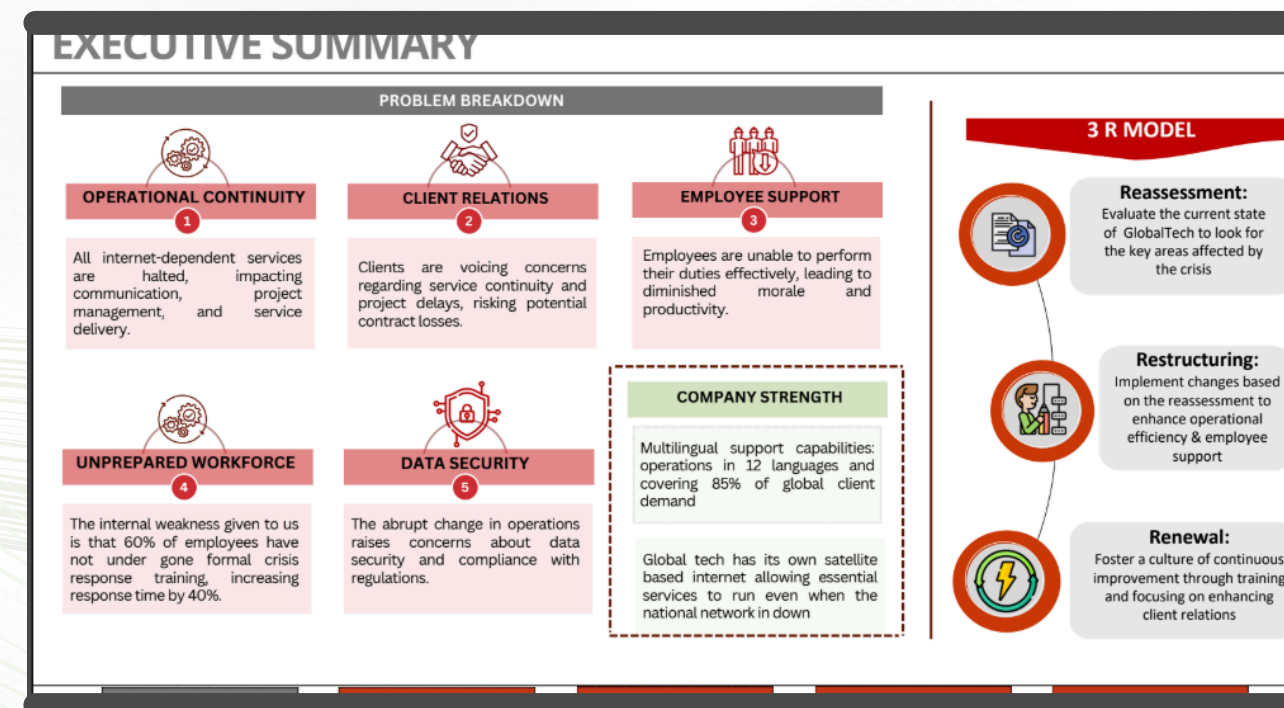 EXECUTIVE SUMMARY
PROBLEM BREAKDOWN
OPERATIONAL CONTINUITY
1
All internet-dependent services
are halted, impacting
communication, project
management, and service
delivery.
CLIENT RELATIONS
2
Clients are voicing concerns
regarding service continuity and
project delays, risking potential
contract losses.
EMPLOYEE SUPPORT
3
Employees are unable to perform
their duties effectively, leading to
diminished morale and
productivity.
UNPREPARED WORKFORCE
4
The internal weakness given to us
is that 60% of employees have
not under gone formal crisis
response training, increasing
response time by 40%.
DATA SECURITY
5
The abrupt change in operations
raises concerns about data
security and compliance with
regulations.
COMPANY STRENGTH
Multilingual support capabilities:
operations in 12 languages and
covering 85% of global client
demand
Global tech has its own satellite
based internet allowing essential
services to run even when the
national network in down
3 R MODEL
Reassessment:
Evaluate the current state
of GlobalTech to look for
the key areas affected by
the crisis
Restructuring:
Implement changes based
on the reassessment to
enhance operational
efficiency & employee
support
Renewal:
Foster a culture of continuous
improvement through training
and focusing on enhancing
client relations